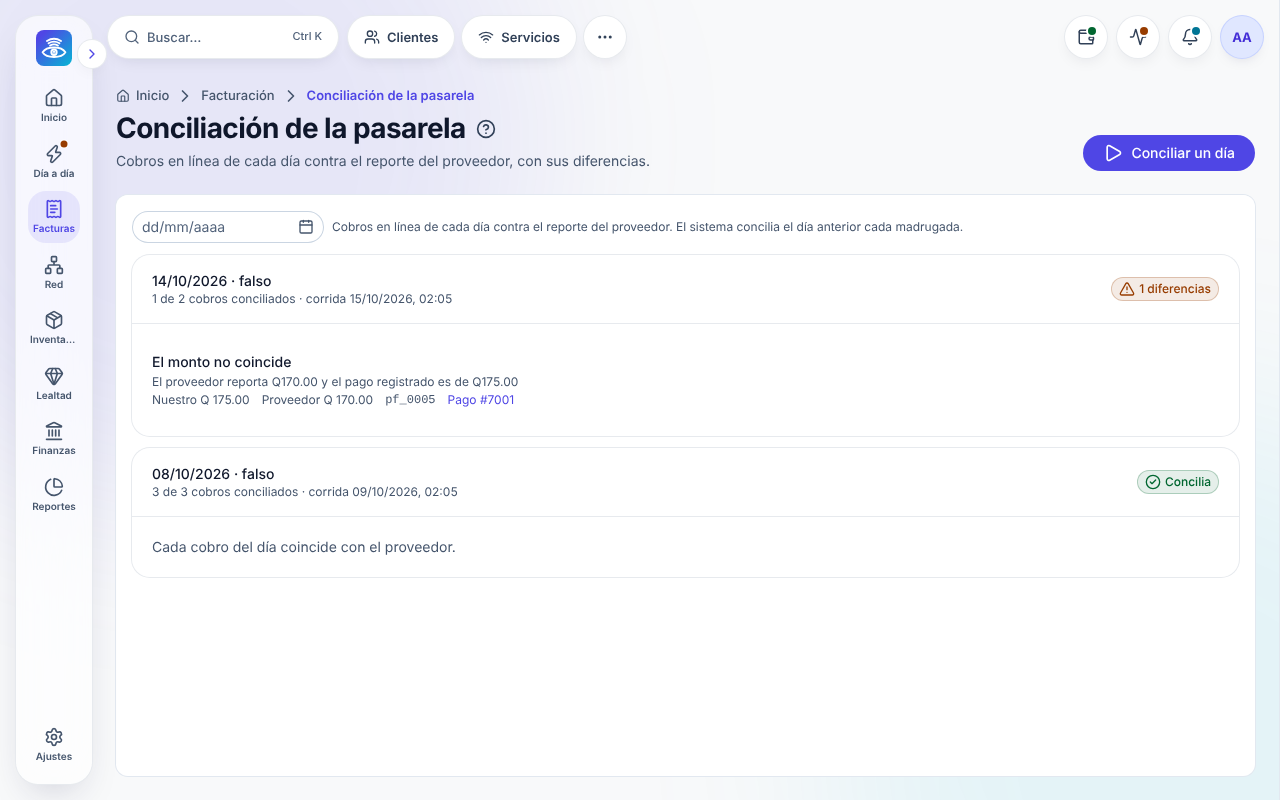 Buscar... Ctrl K Clientes Servicios
AA
Inicio
Día a día
Facturas
Red
Inventa...
Lealtad
Finanzas
Reportes
Ajustes
Inicio Facturación Conciliación de la pasarela
Conciliación de la pasarela
Cobros en línea de cada día contra el reporte del proveedor, con sus diferencias.
Conciliar un día
dd/mm/aaaa
Cobros en línea de cada día contra el reporte del proveedor. El sistema concilia el día anterior cada madrugada.
14/10/2026 · falso
1 de 2 cobros conciliados · corrida 15/10/2026, 02:05
1 diferencias
El monto no coincide
El proveedor reporta Q170.00 y el pago registrado es de Q175.00
Nuestro Q 175.00 Proveedor Q 170.00 pf_0005 Pago #7001
08/10/2026 · falso
3 de 3 cobros conciliados · corrida 09/10/2026, 02:05
Concilia
Cada cobro del día coincide con el proveedor.